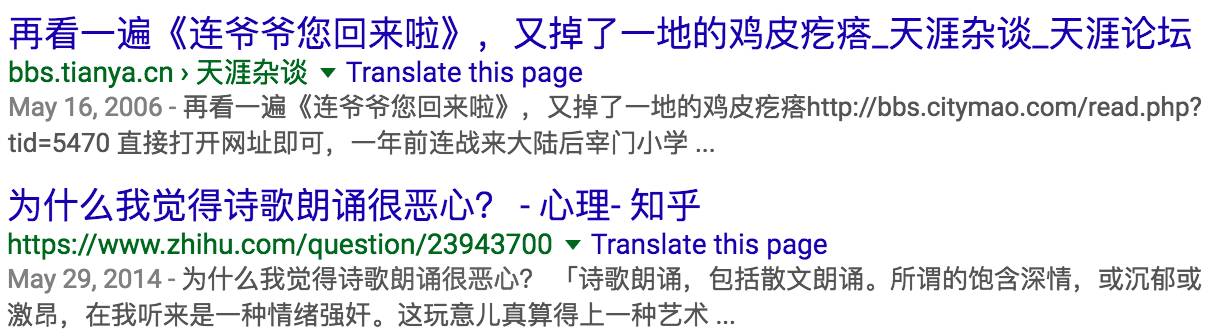 再看一遍《连爷爷您回来啦》，又掉了一地的鸡皮疙瘩_天涯杂谈_天涯论坛
bbs.tianya.cn › 天涯杂谈 ▼ Translate this page
May 16, 2006 - 再看一遍《连爷爷您回来啦》，又掉了一地的鸡皮疙瘩http://bbs.citymao.com/read.php?
tid=5470 直接打开网址即可，一年前连战来大陆后宰门小学 ...
为什么我觉得诗歌朗诵很恶心？ - 心理- 知乎
https://www.zhihu.com/question/23943700 ▼ Translate this page
May 29, 2014 - 为什么我觉得诗歌朗诵很恶心？ 「诗歌朗诵，包括散文朗诵。所谓的饱含深情，或沉郁或
激昂，在我听来是一种情绪强奸。这玩意儿真算得上一种艺术 ...